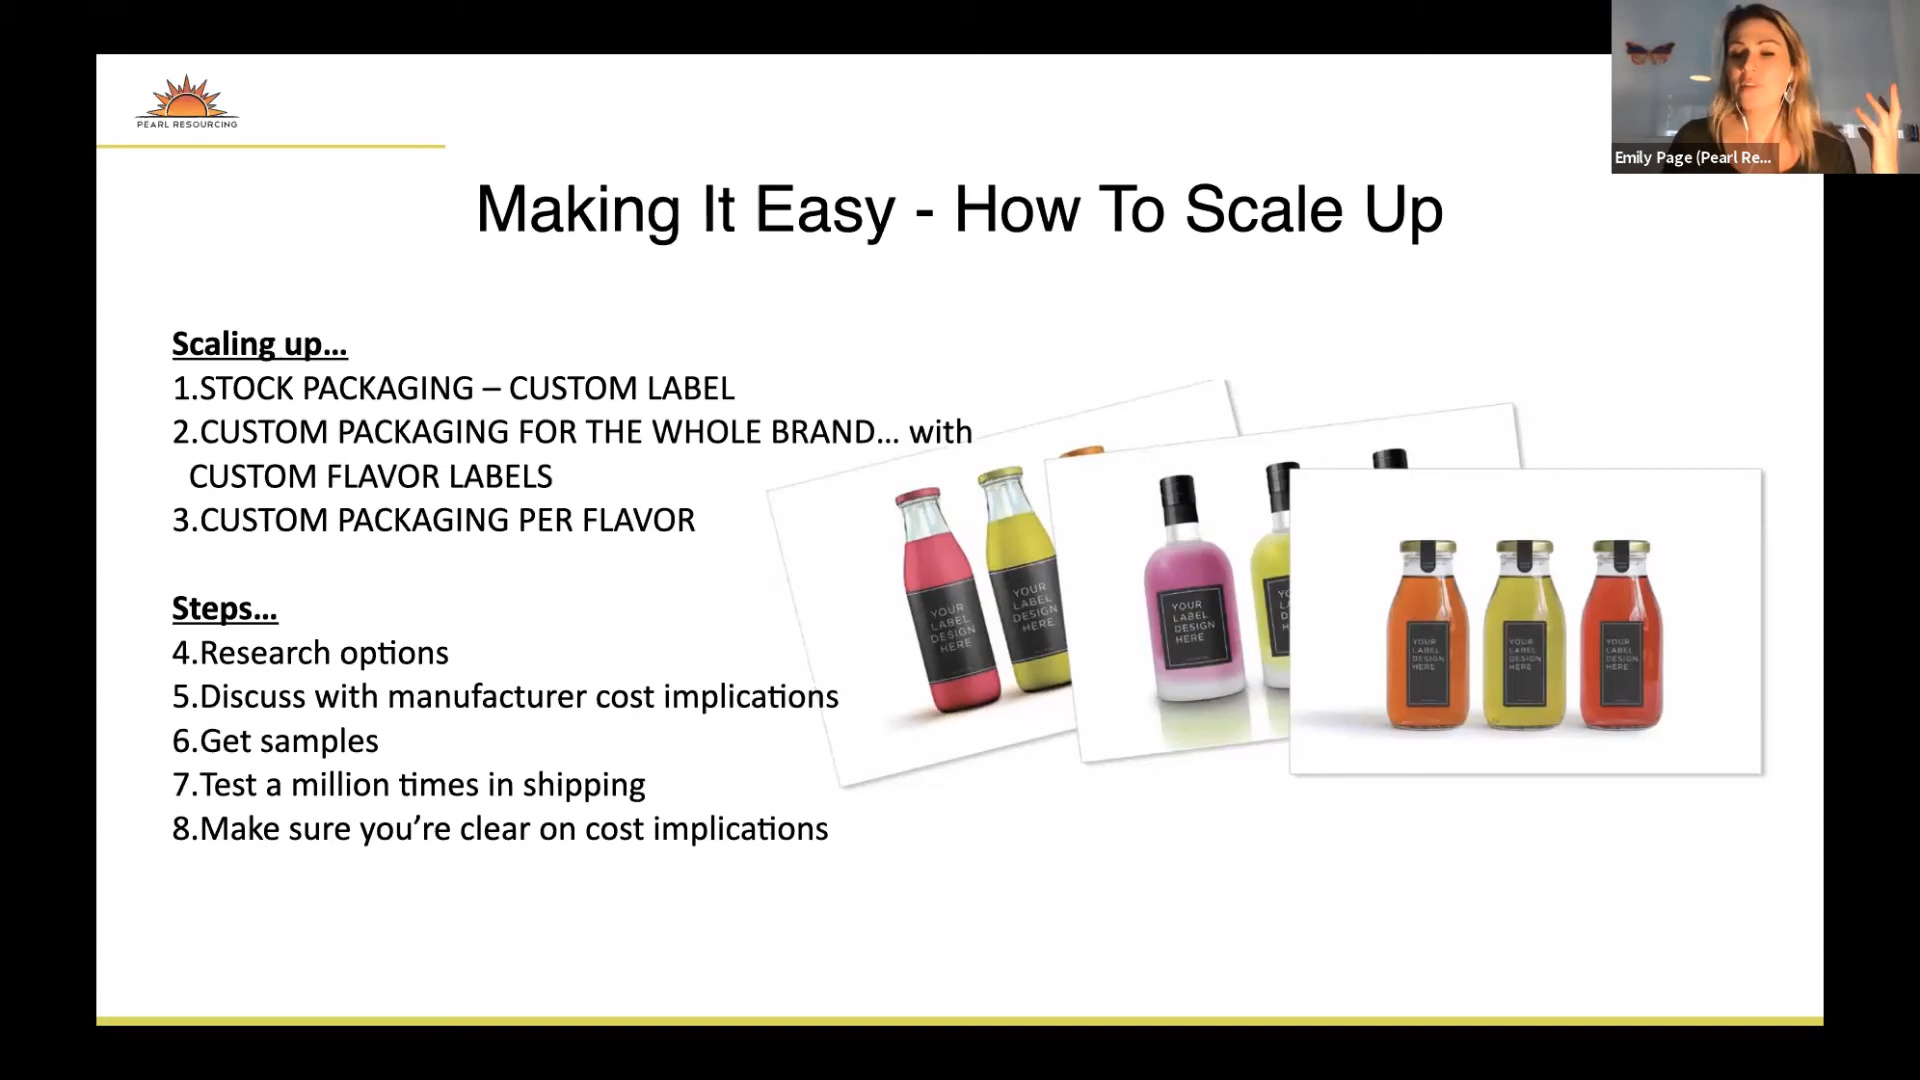 PEARL RESOURCING
Emily Page (Pearl Re...
Making It Easy - How To Scale Up
Scaling up...
1.STOCK PACKAGING – CUSTOM LABEL
2.CUSTOM PACKAGING FOR THE WHOLE BRAND... with
CUSTOM FLAVOR LABELS
3.CUSTOM PACKAGING PER FLAVOR
Steps...
4.Research options
5.Discuss with manufacturer cost implications
6.Get samples
7.Test a million times in shipping
8.Make sure you’re clear on cost implications
YOUR
LABEL
DESIGN
HERE
YOUR
LABEL
DESIGN
HERE
YOUR
LABEL
DESIGN
HERE
YOUR
LABEL
DESIGN
HERE
YOUR
LABEL
DESIGN
HERE
YOUR
LABEL
DESIGN
HERE